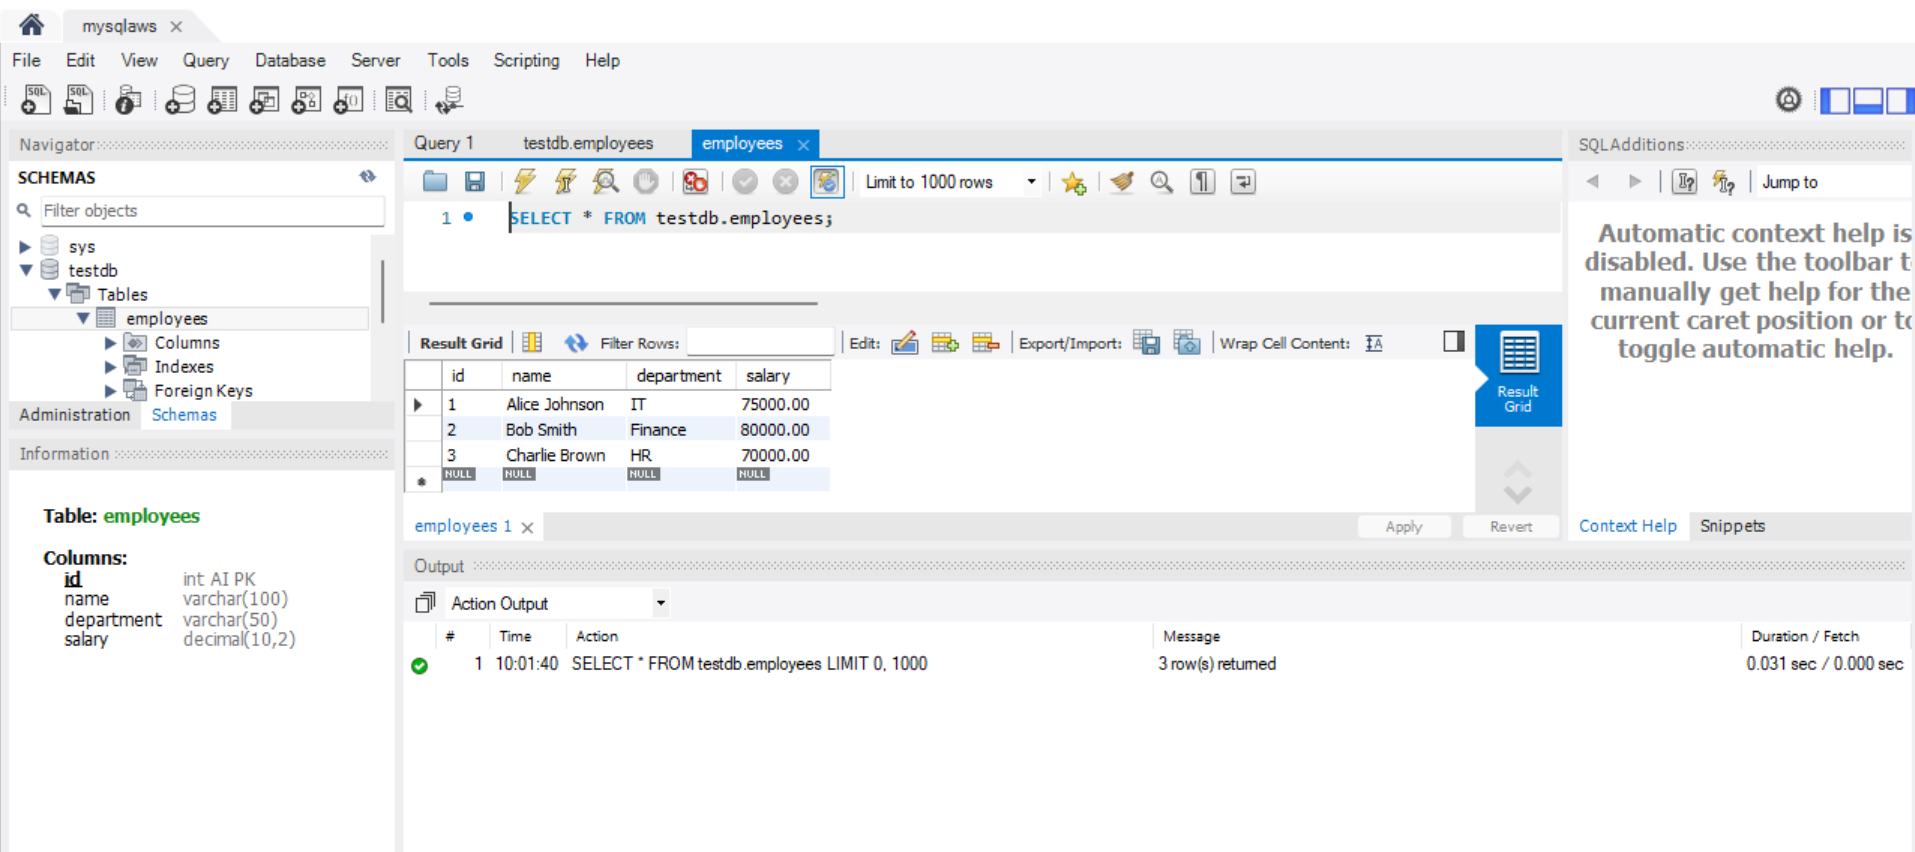 mysqlaws
File Edit View Query Database Server Tools Scripting Help
Navigator
SCHEMAS
Filter objects
sys
testdb
Tables
employees
Columns
Indexes
Foreign Keys
Administration Schemas
Information
Table: employees
Columns:
id int AI PK
name varchar(100)
department varchar(50)
salary decimal(10,2)
Query 1 testdb.employees employees
Limit to 1000 rows
1 SELECT * FROM testdb.employees;
Result Grid Filter Rows: Edit: Export/Import: Wrap Cell Content:
id name department salary
1 Alice Johnson IT 75000.00
2 Bob Smith Finance 80000.00
3 Charlie Brown HR 70000.00
NULL NULL NULL NULL
Result
Grid
employees 1 Apply Revert
SQLAdditions
Jump to
Automatic context help is
disabled. Use the toolbar t
manually get help for the
current caret position or to
toggle automatic help.
Context Help Snippets
Output
Action Output
# Time Action Message Duration / Fetch
1 10:01:40 SELECT * FROM testdb.employees LIMIT 0, 1000 3 row(s) returned 0.031 sec / 0.000 sec